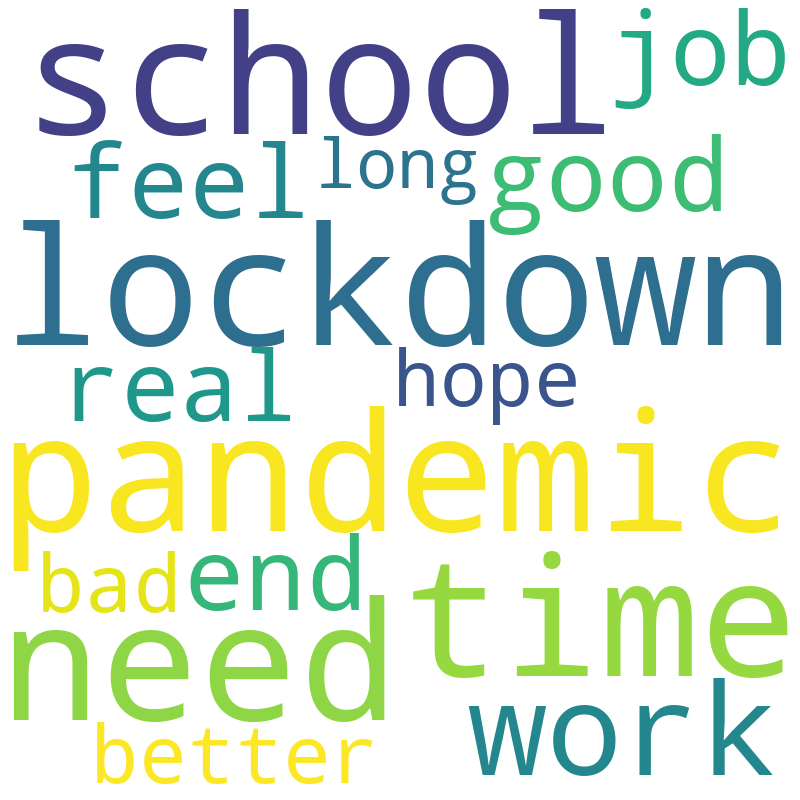 school job
feel long good
lockdown
real hope
pandemic
bad end time
need
better work